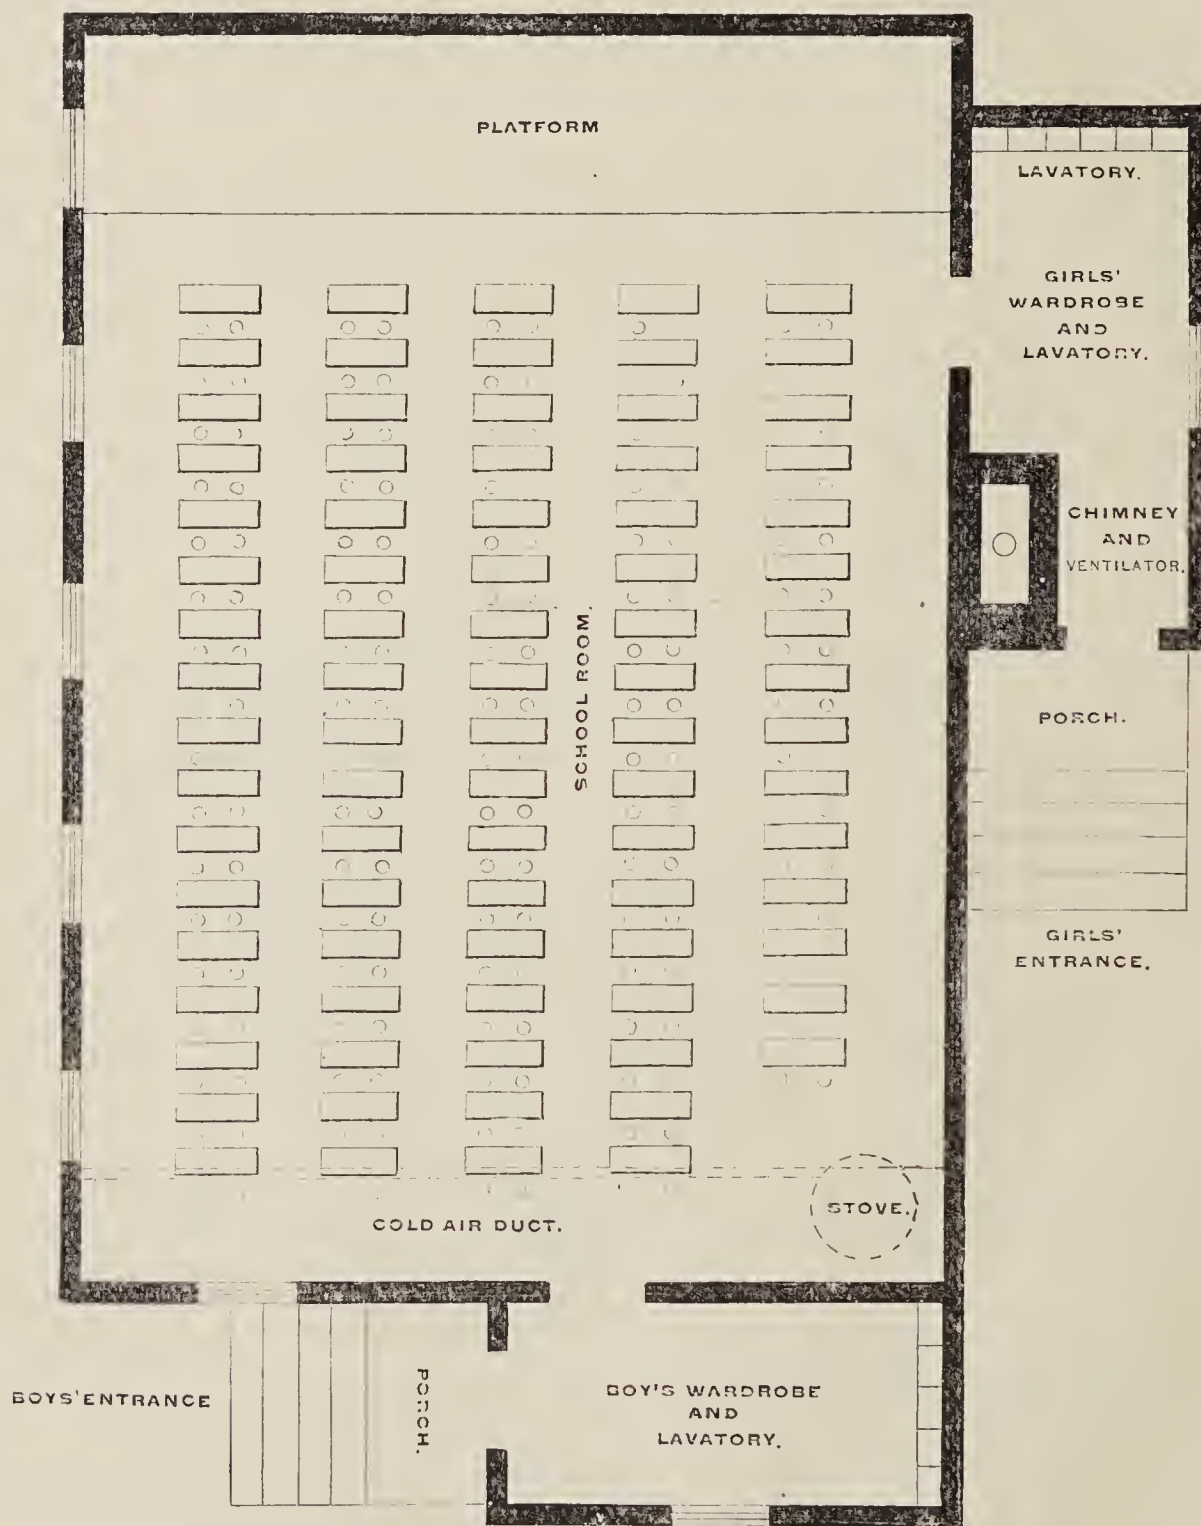 PLATFORM
LAVATORY.
GIRLS'
WARDROBE
AND
LAVATORY.
CHIMNEY
AND
VENTILATOR.
SCHOOL ROOM.
PORCH.
GIRLS'
ENTRANCE.
COLD AIR DUCT.
STOVE.
BOYS' ENTRANCE
PORCH.
BOY'S WARDROBE
AND
LAVATORY.